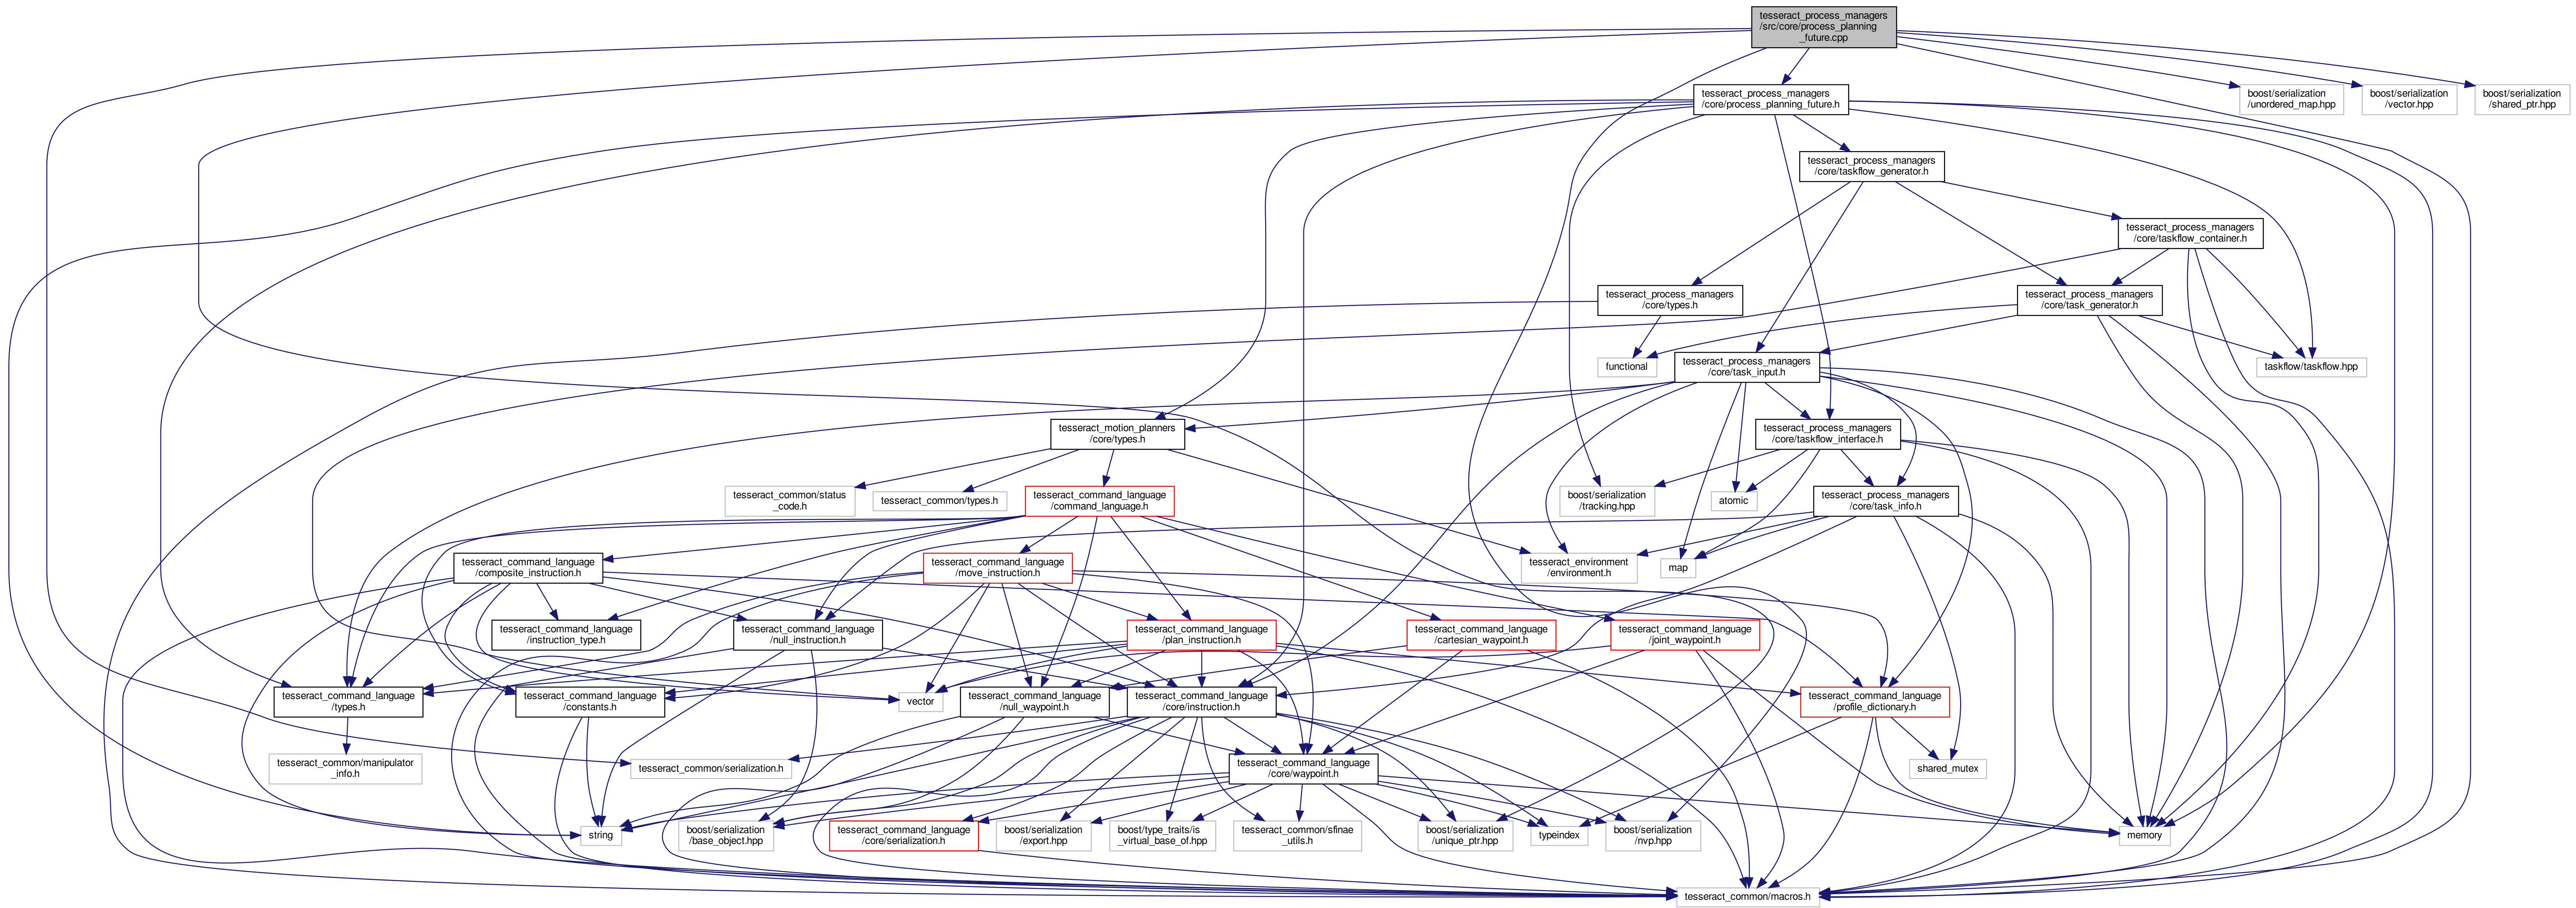 tesseract_process_managers
/src/core/process_planning
_future.cpp
tesseract_process_managers
/core/process_planning_future.h
boost/serialization
/unordered_map.hpp
boost/serialization
/vector.hpp
boost/serialization
/shared_ptr.hpp
tesseract_process_managers
/core/taskflow_generator.h
tesseract_process_managers
/core/taskflow_container.h
tesseract_process_managers
/core/types.h
tesseract_process_managers
/core/task_generator.h
functional
tesseract_process_managers
/core/task_input.h
taskflow/taskflow.hpp
tesseract_motion_planners
/core/types.h
tesseract_process_managers
/core/taskflow_interface.h
tesseract_common/status
_code.h
tesseract_common/types.h
tesseract_command_language
/command_language.h
boost/serialization
/tracking.hpp
atomic
tesseract_process_managers
/core/task_info.h
tesseract_command_language
/composite_instruction.h
tesseract_command_language
/move_instruction.h
tesseract_environment
/environment.h
map
tesseract_command_language
/instruction_type.h
tesseract_command_language
/null_instruction.h
tesseract_command_language
/plan_instruction.h
tesseract_command_language
/cartesian_waypoint.h
tesseract_command_language
/joint_waypoint.h
tesseract_command_language
/types.h
tesseract_command_language
/constants.h
vector
tesseract_command_language
/null_waypoint.h
tesseract_command_language
/core/instruction.h
tesseract_command_language
/profile_dictionary.h
tesseract_common/manipulator
_info.h
tesseract_common/serialization.h
tesseract_command_language
/core/waypoint.h
shared_mutex
string
boost/serialization
/base_object.hpp
tesseract_command_language
/core/serialization.h
boost/serialization
/export.hpp
boost/type_traits/is
_virtual_base_of.hpp
tesseract_common/sfinae
_utils.h
boost/serialization
/unique_ptr.hpp
typeindex
boost/serialization
/nvp.hpp
memory
tesseract_common/macros.h